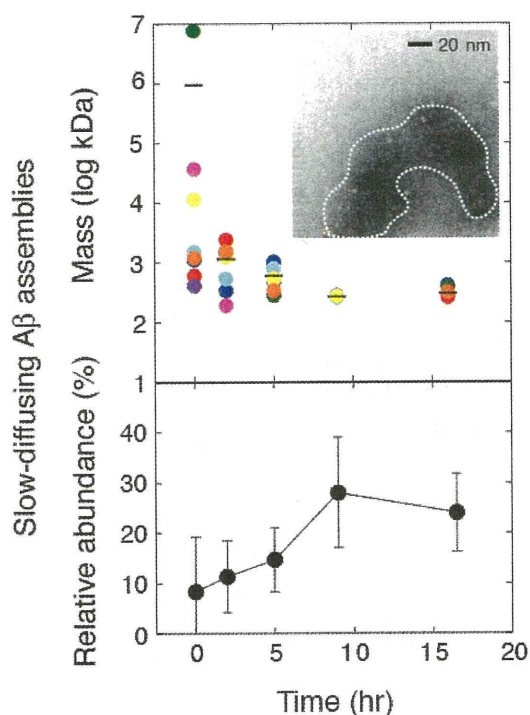 Slow-diffusing Aβ assemblies
Mass (log kDa)
7
6
5
4
3
2
1
20 nm
Relative abundance (%)
40
30
20
10
0
0 5 10 15 20
Time (hr)